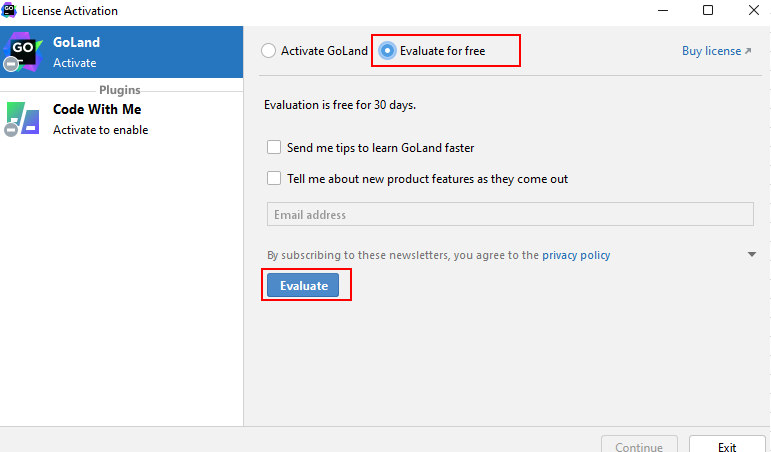 License Activation
GoLand
Activate
Plugins
Code With Me
Activate to enable
Activate GoLand
Evaluate for free
Buy license
Evaluation is free for 30 days.
Send me tips to learn GoLand faster
Tell me about new product features as they come out
Email address
By subscribing to these newsletters, you agree to the privacy policy
Evaluate
Continue
Exit